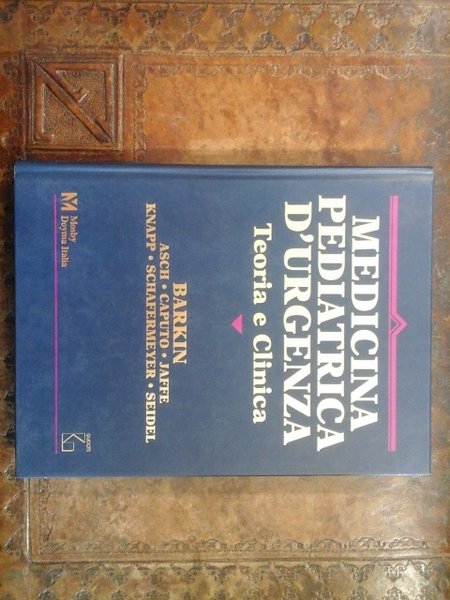 MEDICINA
PEDIATRICA
D'URGENZA
Teoria e Clinica
BARKIN
ASCH • CAPUTO • JAFFE
KNAPP • SCHAFERMEYER • SEIDEL
M Mosby
Doyma Italia